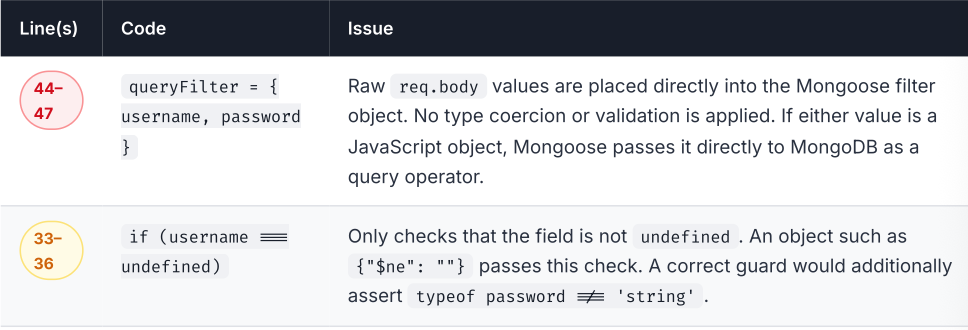 Line(s) Code Issue
44– queryFilter = { Raw req.body values are placed directly into the Mongoose filter
47 username, password object. No type coercion or validation is applied. If either value is a
} JavaScript object, Mongoose passes it directly to MongoDB as a
query operator.
33– if (username === Only checks that the field is not undefined. An object such as
36 undefined) {"$ne": ""} passes this check. A correct guard would additionally
assert typeof password !== 'string'.